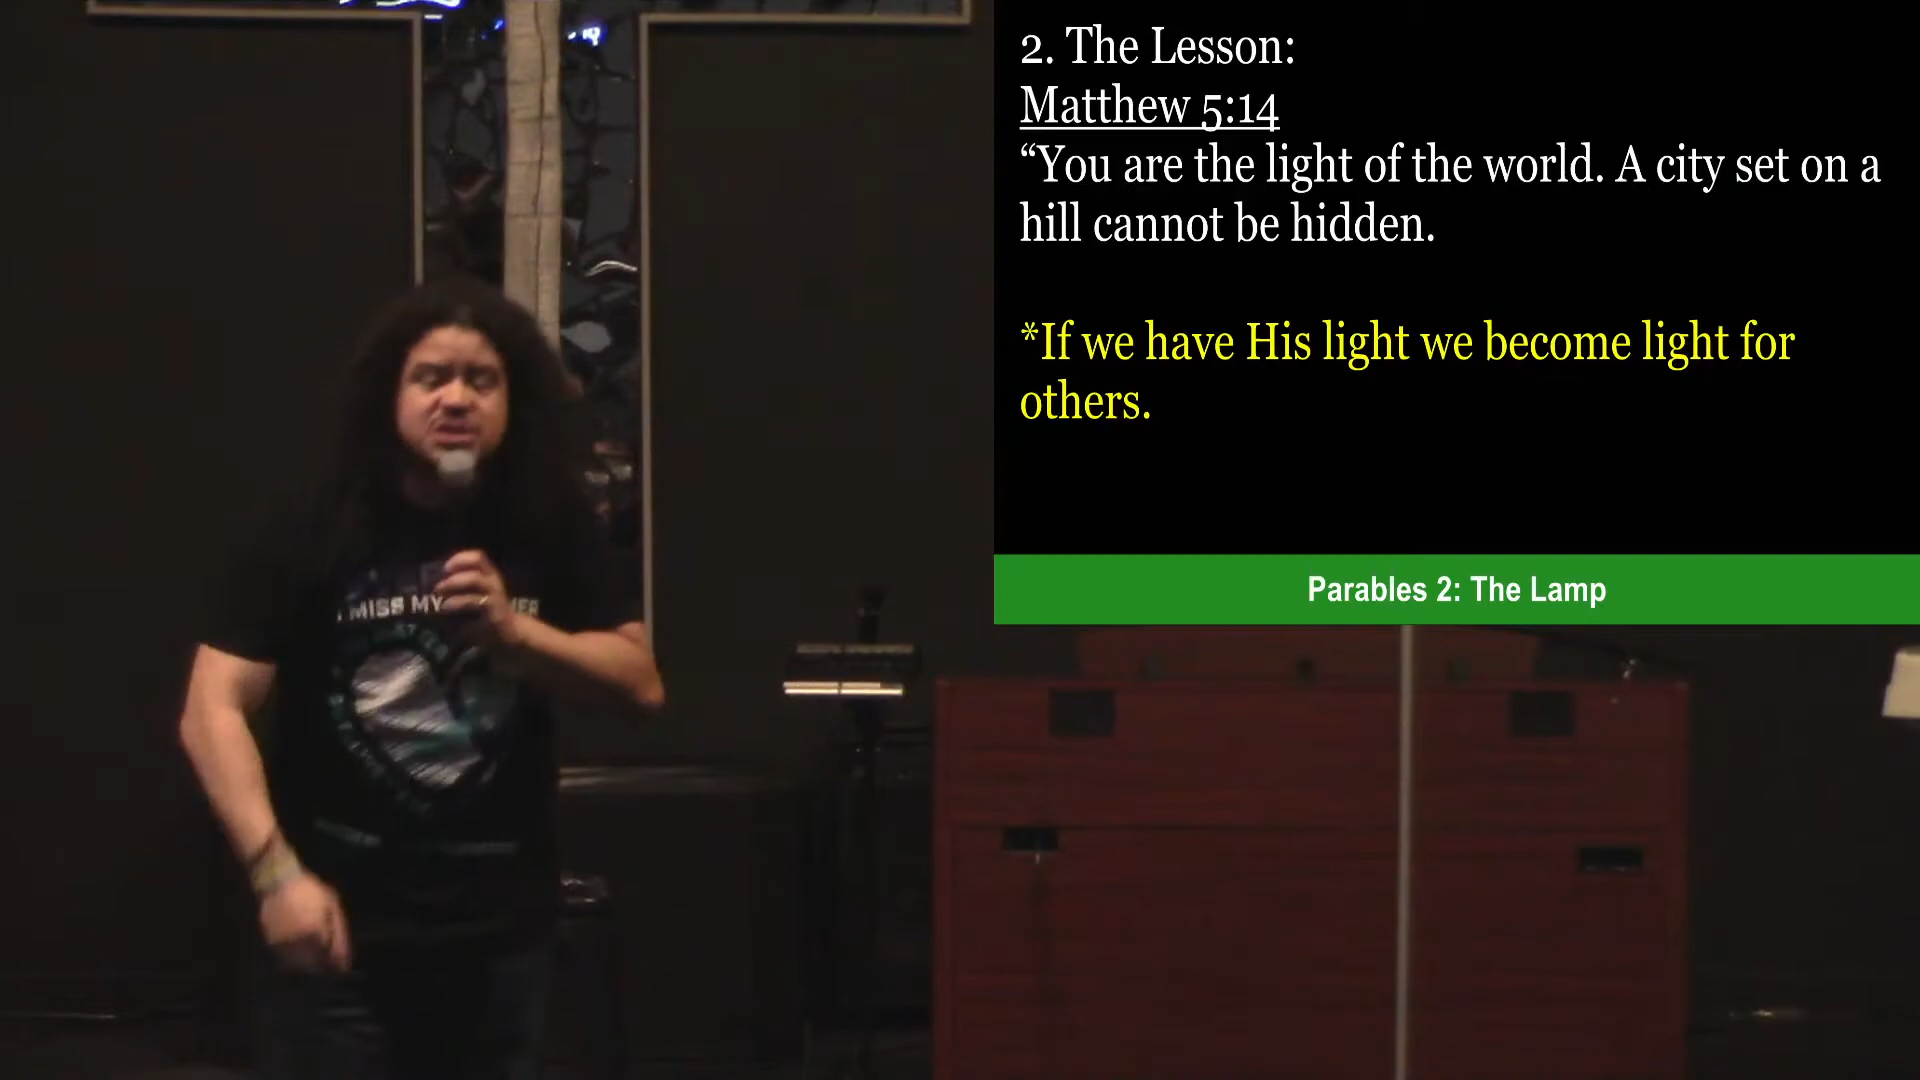 2. The Lesson:
Matthew 5:14
“You are the light of the world. A city set on a
hill cannot be hidden.
*If we have His light we become light for
others.
Parables 2: The Lamp
MISS MY